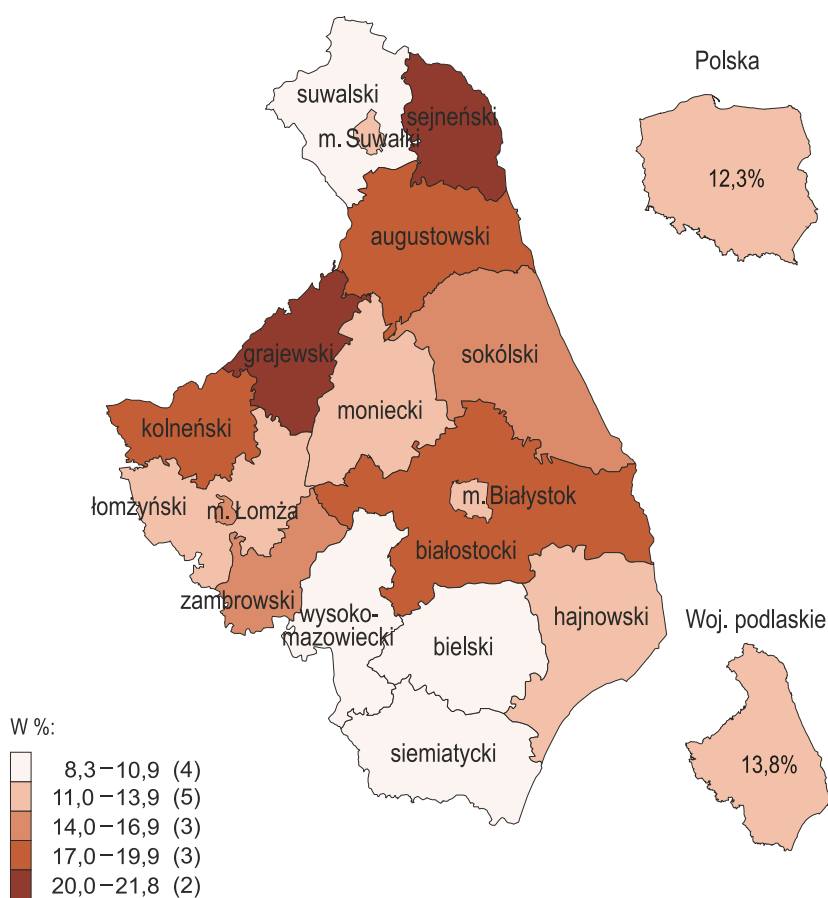 Polska
suwalski
sejneński
m. Suwałki
12,3%
augustowski
sokólski
grajewski
moniecki
kolneński
m. Białystok
łomżyński
m. Łomża
białostocki
zambrowski
wysoko-
mazowiecki
hajnowski
Woj. podlaskie
bielski
siemiatycki
13,8%
W %:
8,3–10,9 (4)
11,0–13,9 (5)
14,0–16,9 (3)
17,0–19,9 (3)
20,0–21,8 (2)